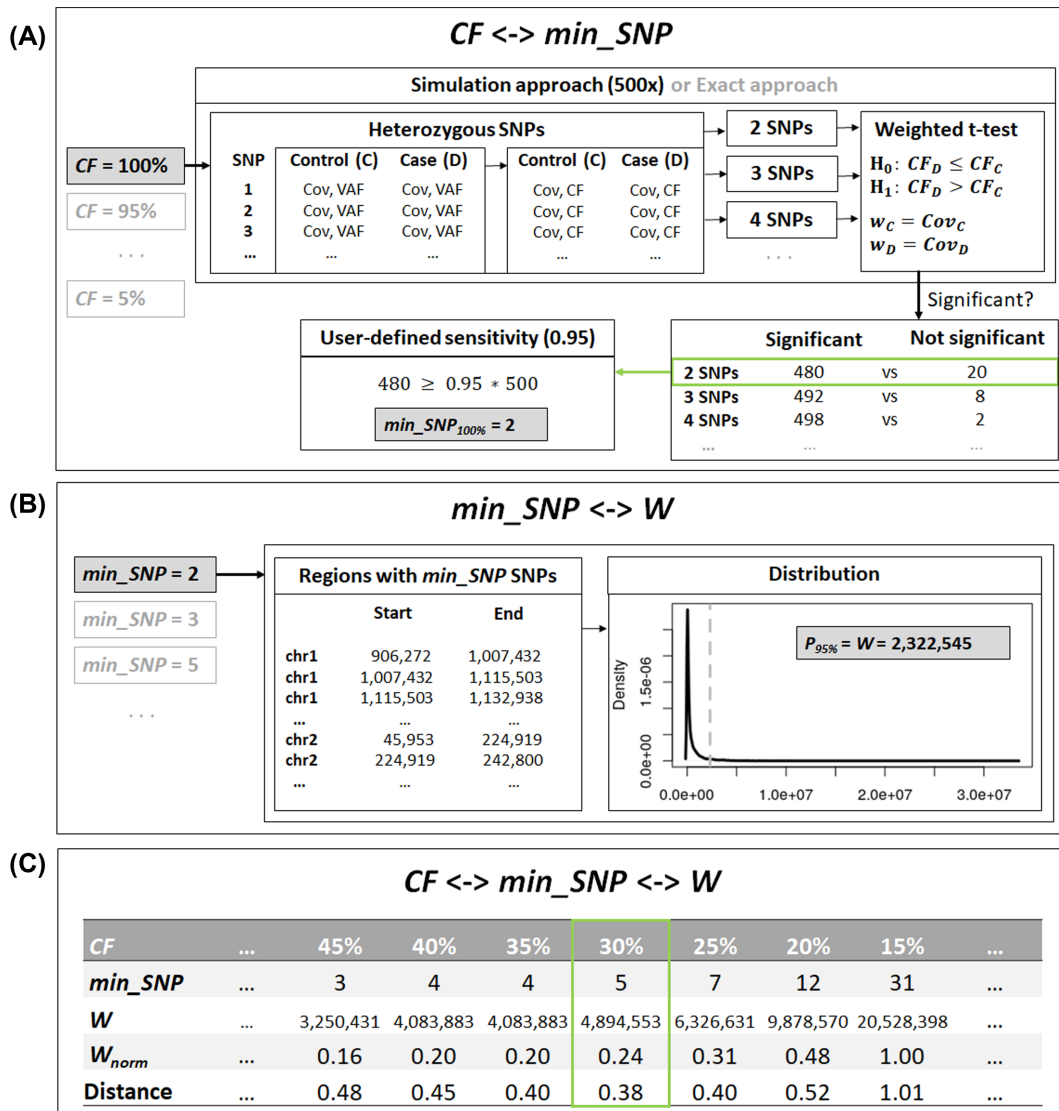 (A)
CF <-> min_SNP
Simulation approach (500x) or Exact approach
CF = 100%
CF = 95%
...
CF = 5%
Heterozygous SNPs
SNP Control (C) Case (D) Control (C) Case (D)
1 Cov, VAF Cov, VAF Cov, CF Cov, CF
2 Cov, VAF Cov, VAF Cov, CF Cov, CF
3 Cov, VAF Cov, VAF Cov, CF Cov, CF
... ... ... ... ...
2 SNPs
3 SNPs
4 SNPs
...
Weighted t-test
H₀: CF_D ≤ CF_C
H₁: CF_D > CF_C
w_C = Cov_C
w_D = Cov_D
Significant?
User-defined sensitivity (0.95)
480 ≥ 0.95 * 500
min_SNP₁₀₀% = 2
Significant Not significant
2 SNPs 480 vs 20
3 SNPs 492 vs 8
4 SNPs 498 vs 2
... ... ...
(B)
min_SNP <-> W
min_SNP = 2
min_SNP = 3
min_SNP = 5
...
Regions with min_SNP SNPs
Start End
chr1 906,272 1,007,432
chr1 1,007,432 1,115,503
chr1 1,115,503 1,132,938
... ... ...
chr2 45,953 224,919
chr2 224,919 242,800
... ... ...
Distribution
P₉₅% = W = 2,322,545
Density
1.5e-06
0.0e+00
0.0e+00 1.0e+07 2.0e+07 3.0e+07
(C)
CF <-> min_SNP <-> W
CF ... 45% 40% 35% 30% 25% 20% 15% ...
min_SNP ... 3 4 4 5 7 12 31 ...
W ... 3,250,431 4,083,883 4,083,883 4,894,553 6,326,631 9,878,570 20,528,398 ...
W_norm ... 0.16 0.20 0.20 0.24 0.31 0.48 1.00 ...
Distance ... 0.48 0.45 0.40 0.38 0.40 0.52 1.01 ...